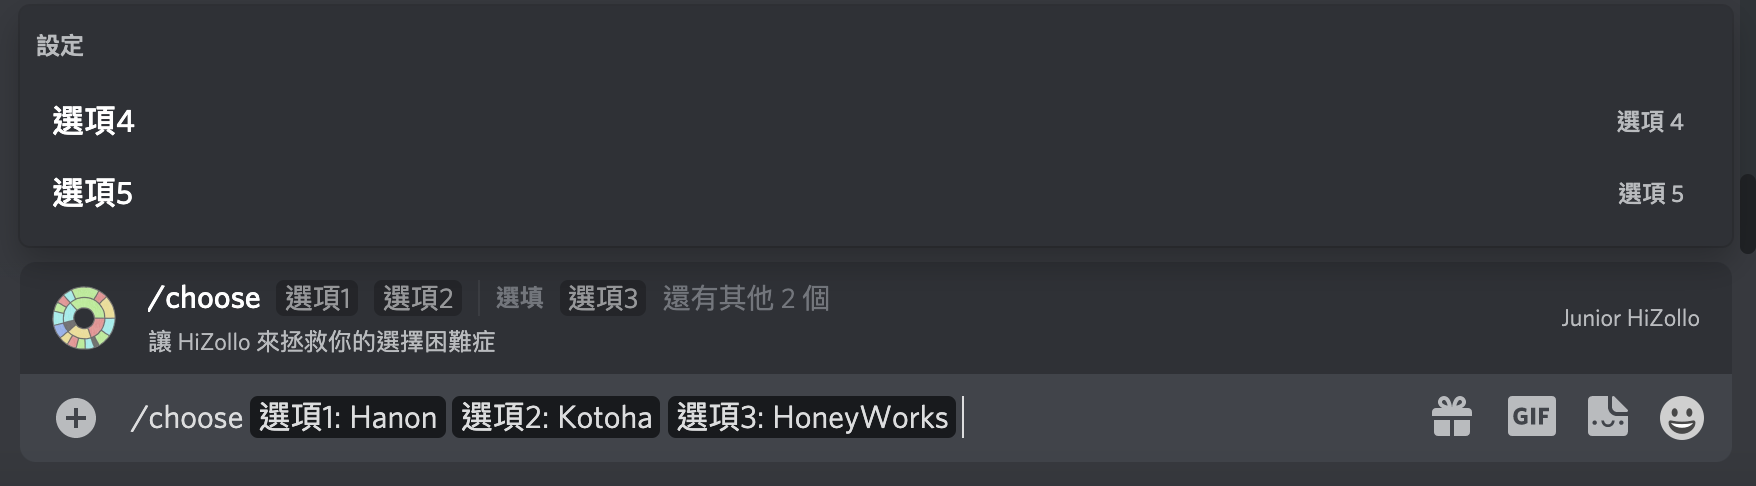 設定
選項4 選項 4
選項5 選項 5
/choose 選項1 選項2 選填 選項3 還有其他 2 個
讓 HiZollo 來拯救你的選擇困難症
Junior HiZollo
/choose 選項1: Hanon 選項2: Kotoha 選項3: HoneyWorks
GIF